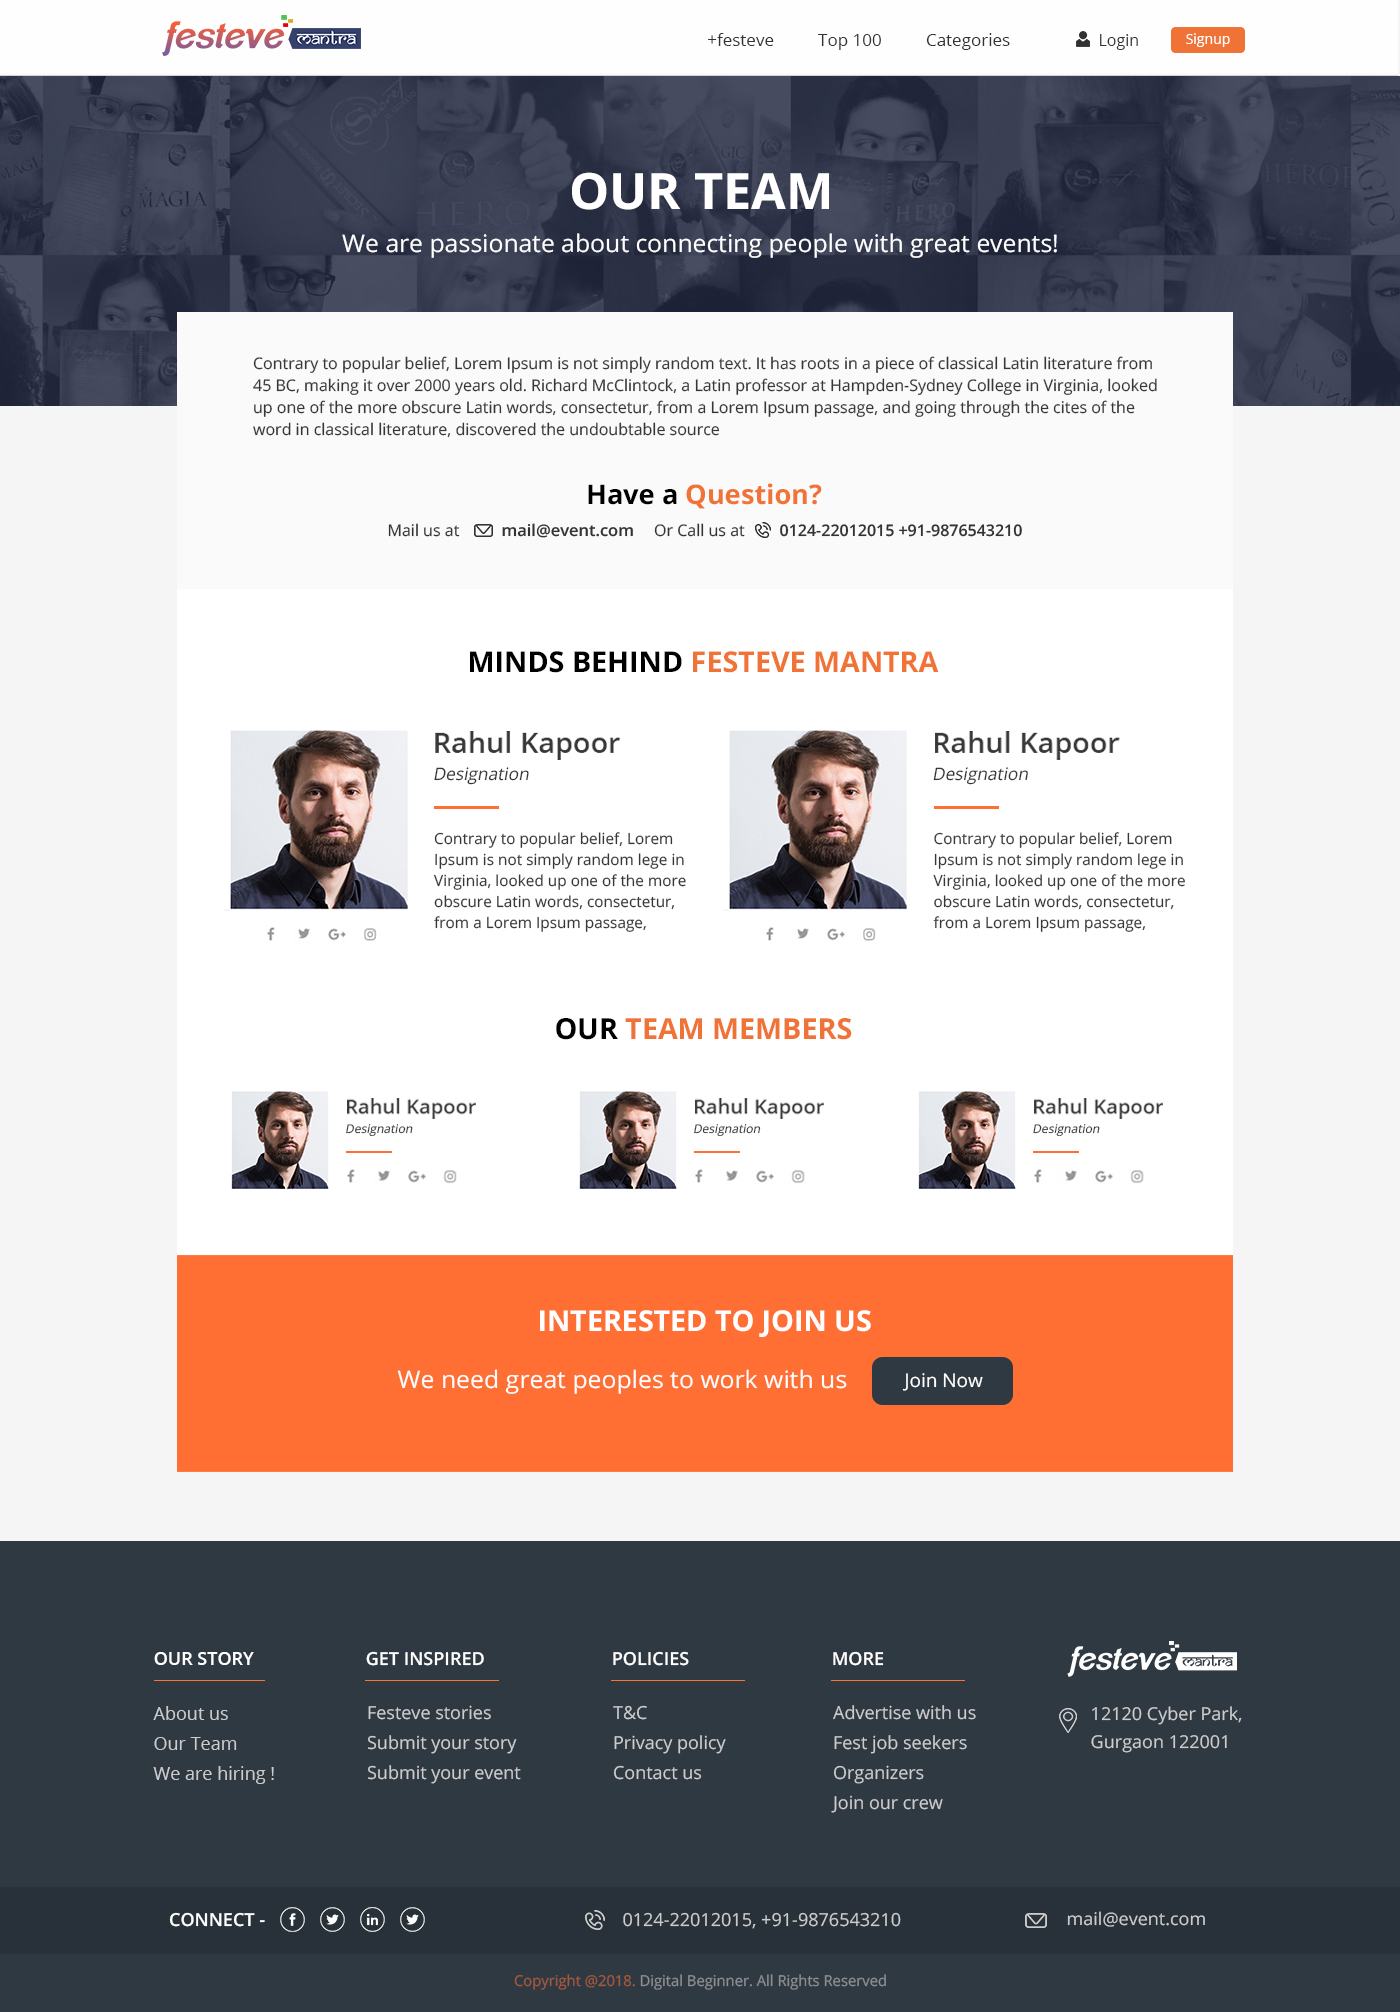 festeve mantra
+festeve Top 100 Categories Login Signup
MAGIA
HERO
HERO
HERO
MAGIC
OUR TEAM
We are passionate about connecting people with great events!
Contrary to popular belief, Lorem Ipsum is not simply random text. It has roots in a piece of classical Latin literature from
45 BC, making it over 2000 years old. Richard McClintock, a Latin professor at Hampden-Sydney College in Virginia, looked
up one of the more obscure Latin words, consectetur, from a Lorem Ipsum passage, and going through the cites of the
word in classical literature, discovered the undoubtable source
Have a Question?
Mail us at mail@event.com Or Call us at 0124-22012015 +91-9876543210
MINDS BEHIND FESTEVE MANTRA
Rahul Kapoor
Designation
Contrary to popular belief, Lorem
Ipsum is not simply random lege in
Virginia, looked up one of the more
obscure Latin words, consectetur,
from a Lorem Ipsum passage,
Rahul Kapoor
Designation
Contrary to popular belief, Lorem
Ipsum is not simply random lege in
Virginia, looked up one of the more
obscure Latin words, consectetur,
from a Lorem Ipsum passage,
OUR TEAM MEMBERS
Rahul Kapoor
Designation
Rahul Kapoor
Designation
Rahul Kapoor
Designation
INTERESTED TO JOIN US
We need great peoples to work with us Join Now
OUR STORY
About us
Our Team
We are hiring !
GET INSPIRED
Festeve stories
Submit your story
Submit your event
POLICIES
T&C
Privacy policy
Contact us
MORE
Advertise with us
Fest job seekers
Organizers
Join our crew
festeve mantra
12120 Cyber Park,
Gurgaon 122001
CONNECT - 0124-22012015, +91-9876543210 mail@event.com
Copyright @2018. Digital Beginner. All Rights Reserved